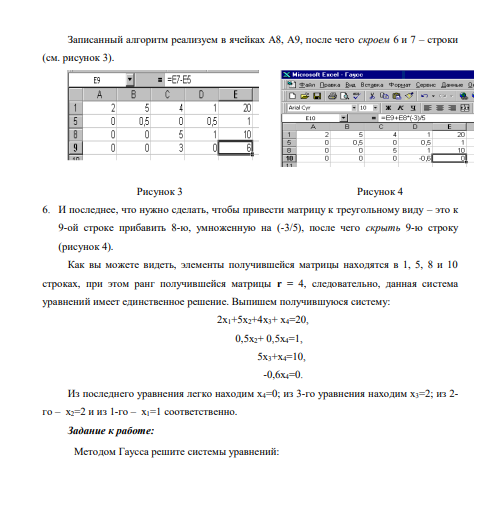 Записанный алгоритм реализуем в ячейках A8, A9, после чего скроем 6 и 7 – строки
(см. рисунок 3).
E9 = =E7-E5
A B C D E
1 2 5 4 1 20
5 0 0,5 0 0,5 1
8 0 0 5 1 10
9 0 0 3 0 6
Microsoft Excel - Гаусс
Файл Правка Вид Вставка Формат Сервис Данные
Arial Cyr 10 Ж К Ч
E10 = =E9+E8*(-3)/5
A B C D E
1 2 5 4 1 20
5 0 0,5 0 0,5 1
8 0 0 5 1 10
10 0 0 0 -0,6 0
Рисунок 3 Рисунок 4
6. И последнее, что нужно сделать, чтобы привести матрицу к треугольному виду – это к
9-ой строке прибавить 8-ю, умноженную на (-3/5), после чего скрыть 9-ю строку
(рисунок 4).
Как вы можете видеть, элементы получившейся матрицы находятся в 1, 5, 8 и 10
строках, при этом ранг получившейся матрицы r = 4, следовательно, данная система
уравнений имеет единственное решение. Выпишем получившуюся систему:
2x₁+5x₂+4x₃+ x₄=20,
0,5x₂+ 0,5x₄=1,
5x₃+x₄=10,
-0,6x₄=0.
Из последнего уравнения легко находим x₄=0; из 3-го уравнения находим x₃=2; из 2-
го – x₂=2 и из 1-го – x₁=1 соответственно.
Задание к работе:
Методом Гаусса решите системы уравнений: